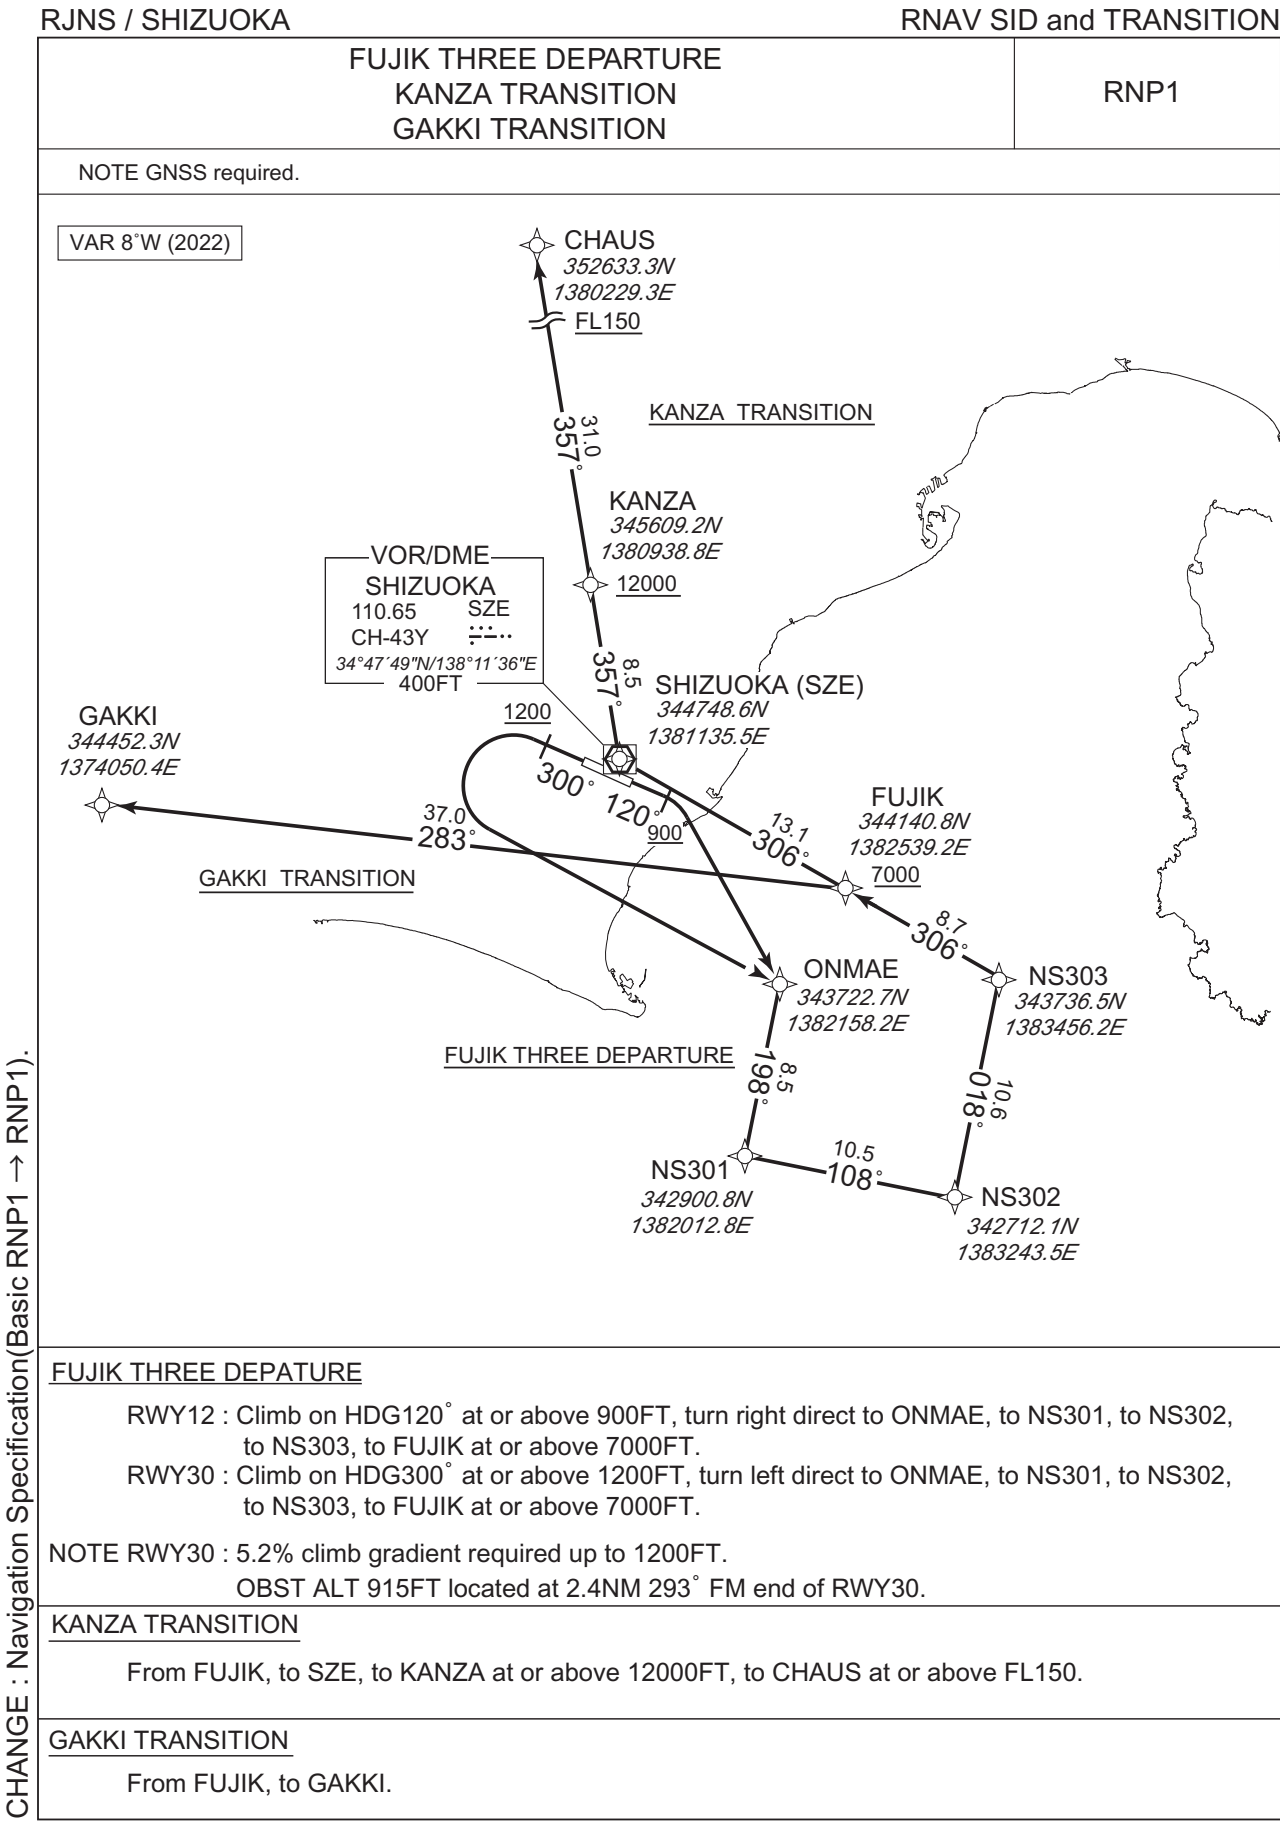 RJNS / SHIZUOKA
RNAV SID and TRANSITION
FUJIK THREE DEPARTURE
KANZA TRANSITION
GAKKI TRANSITION
RNP1
NOTE GNSS required.
VAR 8˚W (2022)
CHAUS
352633.3N
1380229.3E
FL150
31.0
357˚
KANZA TRANSITION
KANZA
345609.2N
1380938.8E
12000
VOR/DME
SHIZUOKA
110.65 SZE
CH-43Y
34°47´49"N/138°11´36"E
400FT
8.5
357˚
SHIZUOKA (SZE)
344748.6N
1381135.5E
1200
GAKKI
344452.3N
1374050.4E
300˚
120˚
900
37.0
283˚
13.1
306˚
FUJIK
344140.8N
1382539.2E
7000
GAKKI TRANSITION
8.7
306˚
ONMAE
343722.7N
1382158.2E
NS303
343736.5N
1383456.2E
FUJIK THREE DEPARTURE
8.5
198˚
10.6
018˚
NS301
342900.8N
1382012.8E
10.5
108˚
NS302
342712.1N
1383243.5E
FUJIK THREE DEPATURE
RWY12 : Climb on HDG120˚ at or above 900FT, turn right direct to ONMAE, to NS301, to NS302,
to NS303, to FUJIK at or above 7000FT.
RWY30 : Climb on HDG300˚ at or above 1200FT, turn left direct to ONMAE, to NS301, to NS302,
to NS303, to FUJIK at or above 7000FT.
NOTE RWY30 : 5.2% climb gradient required up to 1200FT.
OBST ALT 915FT located at 2.4NM 293˚ FM end of RWY30.
KANZA TRANSITION
From FUJIK, to SZE, to KANZA at or above 12000FT, to CHAUS at or above FL150.
GAKKI TRANSITION
From FUJIK, to GAKKI.
CHANGE : Navigation Specification(Basic RNP1 → RNP1).